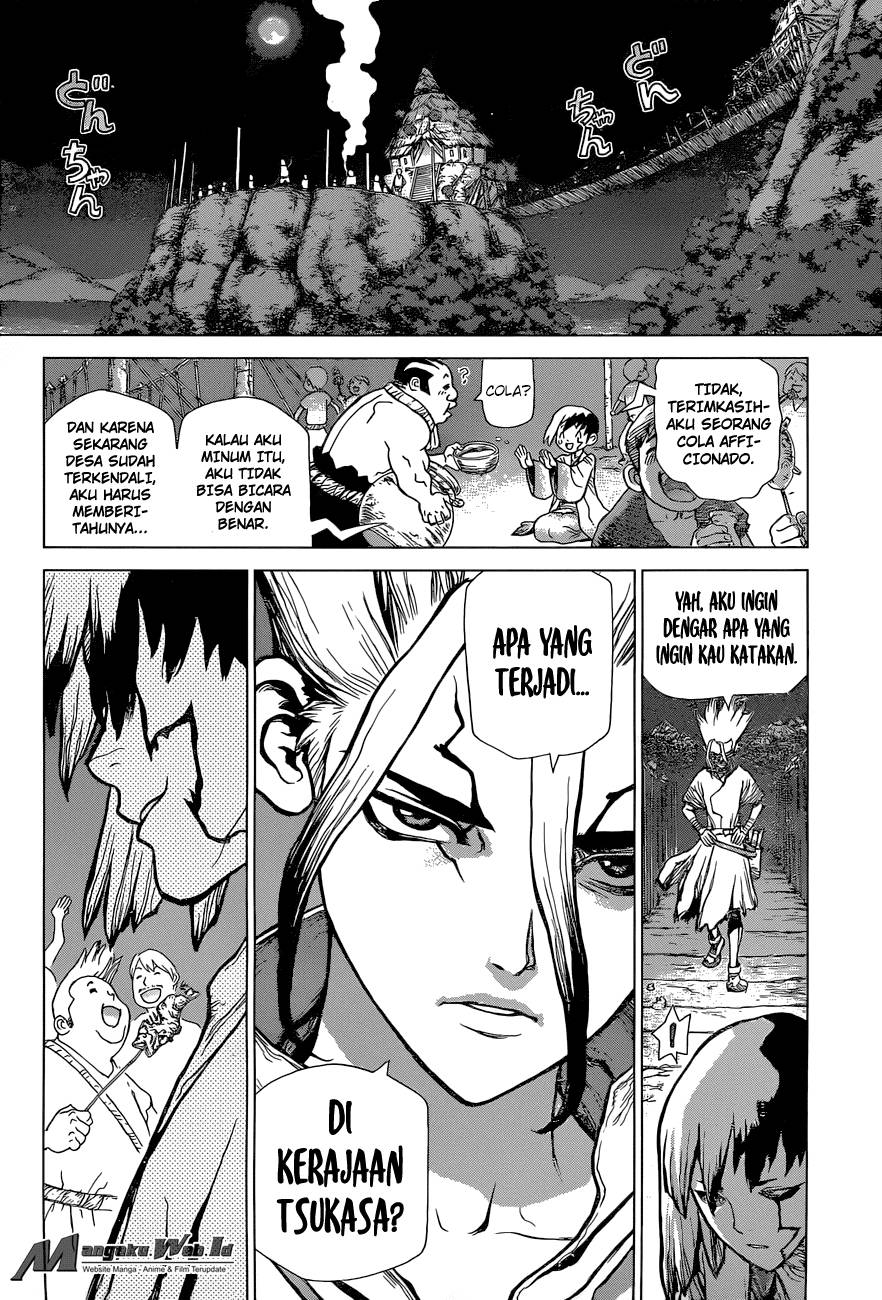 どん
ちゃん
どん
ちゃん
TIDAK,
TERIMKASIH-
AKU SEORANG
COLA AFFI-
CIONADO.
COLA?
?
KALAU AKU
MINUM ITU,
AKU TIDAK
BISA BICARA
DENGAN
BENAR.
DAN KARENA
SEKARANG
DESA SUDAH
TERKENDALI,
AKU HARUS
MEMBERI-
TAHUNYA...
YAH, AKU INGIN
DENGAR APA YANG
INGIN KAU KATAKAN.
!
APA YANG
TERJADI...
DI
KERAJAAN
TSUKASA?
Mangaku.Web.Id
Website Manga - Anime & Film Terupdate